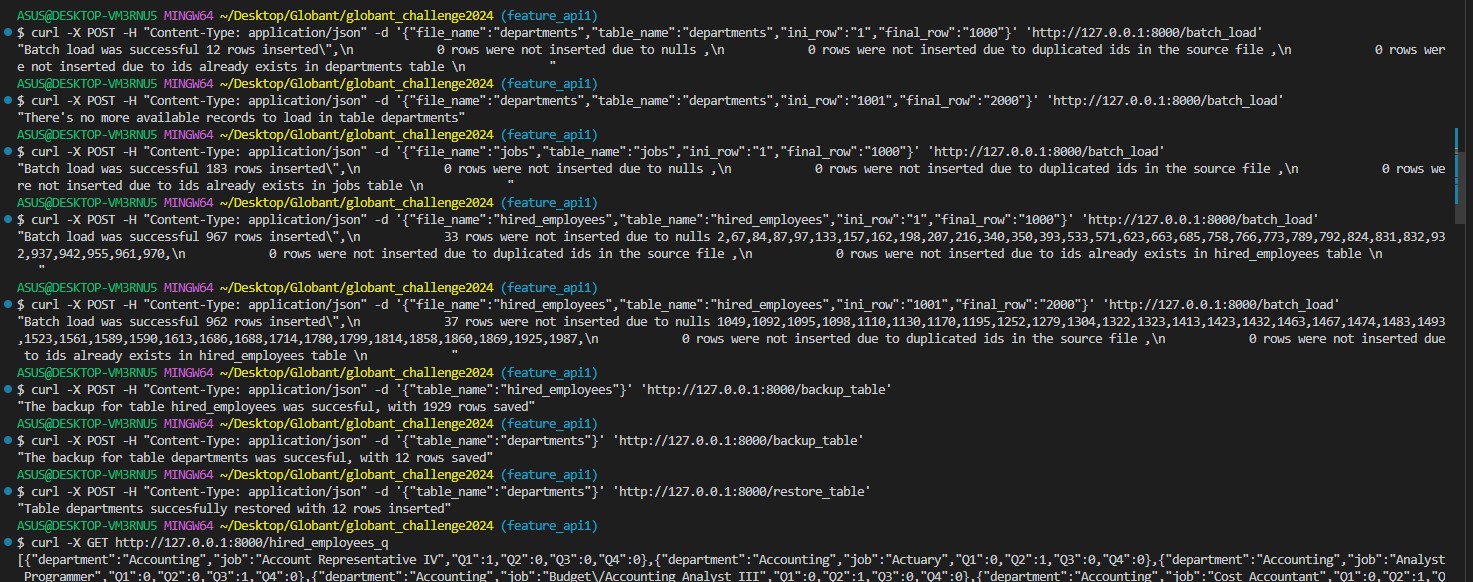 ASUS@DESKTOP-VM3RNU5 MINGW64 ~/Desktop/Globant/globant_challenge2024 (feature_api1)
$ curl -X POST -H "Content-Type: application/json" -d '{"file_name":"departments","table_name":"departments","ini_row":"1","final_row":"1000"}' 'http://127.0.0.1:8000/batch_load'
"Batch load was successful 12 rows inserted\",\n            0 rows were not inserted due to nulls ,\n            0 rows were not inserted due to duplicated ids in the source file ,\n            0 rows wer
e not inserted due to ids already exists in departments table \n            "
ASUS@DESKTOP-VM3RNU5 MINGW64 ~/Desktop/Globant/globant_challenge2024 (feature_api1)
$ curl -X POST -H "Content-Type: application/json" -d '{"file_name":"departments","table_name":"departments","ini_row":"1001","final_row":"2000"}' 'http://127.0.0.1:8000/batch_load'
"There's no more available records to load in table departments"
ASUS@DESKTOP-VM3RNU5 MINGW64 ~/Desktop/Globant/globant_challenge2024 (feature_api1)
$ curl -X POST -H "Content-Type: application/json" -d '{"file_name":"jobs","table_name":"jobs","ini_row":"1","final_row":"1000"}' 'http://127.0.0.1:8000/batch_load'
"Batch load was successful 183 rows inserted\",\n            0 rows were not inserted due to nulls ,\n            0 rows were not inserted due to duplicated ids in the source file ,\n            0 rows we
re not inserted due to ids already exists in jobs table \n            "
ASUS@DESKTOP-VM3RNU5 MINGW64 ~/Desktop/Globant/globant_challenge2024 (feature_api1)
$ curl -X POST -H "Content-Type: application/json" -d '{"file_name":"hired_employees","table_name":"hired_employees","ini_row":"1","final_row":"1000"}' 'http://127.0.0.1:8000/batch_load'
"Batch load was successful 967 rows inserted\",\n            33 rows were not inserted due to nulls 2,67,84,87,97,133,157,162,198,207,216,340,350,393,533,571,623,663,685,758,766,773,789,792,824,831,832,93
2,937,942,955,961,970,\n            0 rows were not inserted due to duplicated ids in the source file ,\n            0 rows were not inserted due to ids already exists in hired_employees table \n
   "
ASUS@DESKTOP-VM3RNU5 MINGW64 ~/Desktop/Globant/globant_challenge2024 (feature_api1)
$ curl -X POST -H "Content-Type: application/json" -d '{"file_name":"hired_employees","table_name":"hired_employees","ini_row":"1001","final_row":"2000"}' 'http://127.0.0.1:8000/batch_load'
"Batch load was successful 962 rows inserted\",\n            37 rows were not inserted due to nulls 1049,1092,1095,1098,1110,1130,1170,1195,1252,1279,1304,1322,1323,1413,1423,1432,1463,1467,1474,1483,1493
,1523,1561,1589,1590,1613,1686,1688,1714,1780,1799,1814,1858,1860,1869,1925,1987,\n            0 rows were not inserted due to duplicated ids in the source file ,\n            0 rows were not inserted due
 to ids already exists in hired_employees table \n            "
ASUS@DESKTOP-VM3RNU5 MINGW64 ~/Desktop/Globant/globant_challenge2024 (feature_api1)
$ curl -X POST -H "Content-Type: application/json" -d '{"table_name":"hired_employees"}' 'http://127.0.0.1:8000/backup_table'
"The backup for table hired_employees was succesful, with 1929 rows saved"
ASUS@DESKTOP-VM3RNU5 MINGW64 ~/Desktop/Globant/globant_challenge2024 (feature_api1)
$ curl -X POST -H "Content-Type: application/json" -d '{"table_name":"departments"}' 'http://127.0.0.1:8000/backup_table'
"The backup for table departments was succesful, with 12 rows saved"
ASUS@DESKTOP-VM3RNU5 MINGW64 ~/Desktop/Globant/globant_challenge2024 (feature_api1)
$ curl -X POST -H "Content-Type: application/json" -d '{"table_name":"departments"}' 'http://127.0.0.1:8000/restore_table'
"Table departments succesfully restored with 12 rows inserted"
ASUS@DESKTOP-VM3RNU5 MINGW64 ~/Desktop/Globant/globant_challenge2024 (feature_api1)
$ curl -X GET http://127.0.0.1:8000/hired_employees_q
[{"department":"Accounting","job":"Account Representative IV","Q1":1,"Q2":0,"Q3":0,"Q4":0},{"department":"Accounting","job":"Actuary","Q1":0,"Q2":1,"Q3":0,"Q4":0},{"department":"Accounting","job":"Analyst
 Programmer","Q1":0,"Q2":0,"Q3":1,"Q4":0},{"department":"Accounting","job":"Budget\/Accounting Analyst III","Q1":0,"Q2":1,"Q3":0,"Q4":0},{"department":"Accounting","job":"Cost Accountant","Q1":0,"Q2":1,"Q